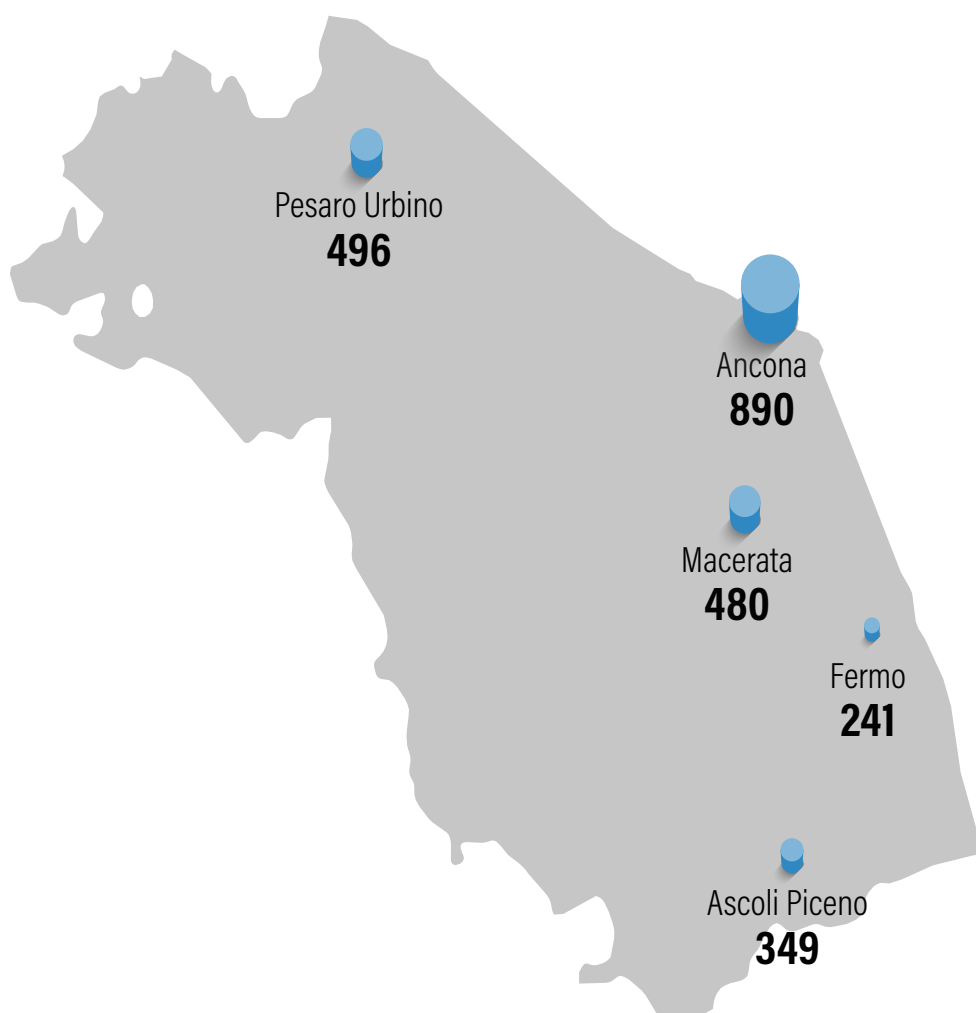 Pesaro Urbino
496
Ancona
890
Macerata
480
Fermo
241
Ascoli Piceno
349